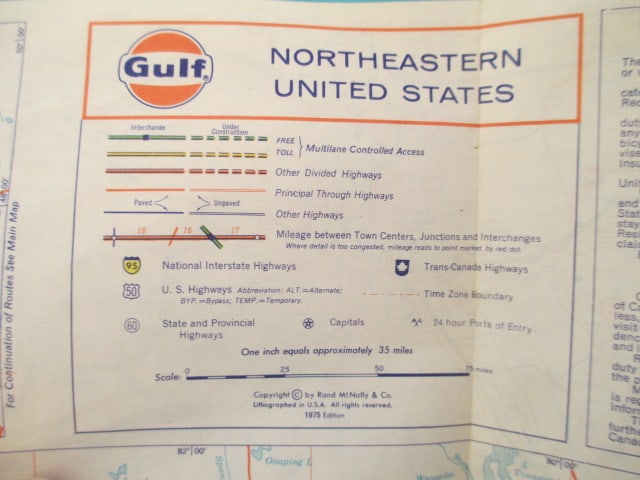 Gulf
NORTHEASTERN
UNITED STATES
Interchange
Under
Construction
FREE
TOLL
Multilane Controlled Access
Other Divided Highways
Principal Through Highways
Paved
Unpaved
Other Highways
18 16 17
Mileage between Town Centers, Junctions and Interchanges
Where detail is too congested, mileage reads to point marked by red dot.
95 National Interstate Highways
Trans-Canada Highways
50 U. S. Highways Abbreviation; ALT.=Alternate;
BYP.=Bypass; TEMP.=Temporary.
Time Zone Boundary
60 State and Provincial
Highways
Capitals
24 hour Ports of Entry
One inch equals approximately 35 miles
Scale: 0 25 50 75 miles
Copyright © by Rand McNally & Co.
Lithographed in U.S.A. All rights reserved.
1975 Edition
For Continuation of Routes See Main Map
82° 00'
80° 00'
Onaping L.